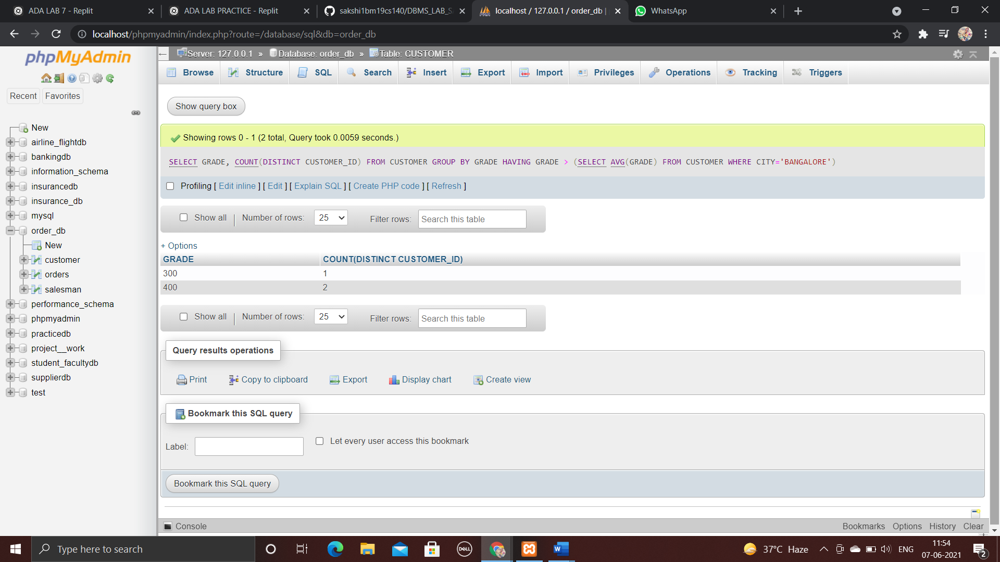 ADA LAB 7 - Replit
ADA LAB PRACTICE - Replit
sakshi1bm19cs140/DBMS_LAB_S
localhost / 127.0.0.1 / order_db |
WhatsApp
localhost/phpmyadmin/index.php?route=/database/sql&db=order_db
phpMyAdmin
Recent Favorites
New
airline_flightdb
bankingdb
information_schema
insurancedb
insurance_db
mysql
order_db
New
customer
orders
salesman
performance_schema
phpmyadmin
practicedb
project__work
student_facultydb
supplierdb
test
Server: 127.0.0.1 » Database: order_db » Table: CUSTOMER
Browse Structure SQL Search Insert Export Import Privileges Operations Tracking Triggers
Show query box
Showing rows 0 - 1 (2 total, Query took 0.0059 seconds.)
SELECT GRADE, COUNT(DISTINCT CUSTOMER_ID) FROM CUSTOMER GROUP BY GRADE HAVING GRADE > (SELECT AVG(GRADE) FROM CUSTOMER WHERE CITY='BANGALORE')
Profiling [ Edit inline ] [ Edit ] [ Explain SQL ] [ Create PHP code ] [ Refresh ]
Show all | Number of rows: 25 Filter rows: Search this table
+ Options
GRADE COUNT(DISTINCT CUSTOMER_ID)
300 1
400 2
Show all | Number of rows: 25 Filter rows: Search this table
Query results operations
Print Copy to clipboard Export Display chart Create view
Bookmark this SQL query
Label: Let every user access this bookmark
Bookmark this SQL query
Console Bookmarks Options History Clear
Type here to search
DELL
37°C Haze
ENG
11:54
07-06-2021
2